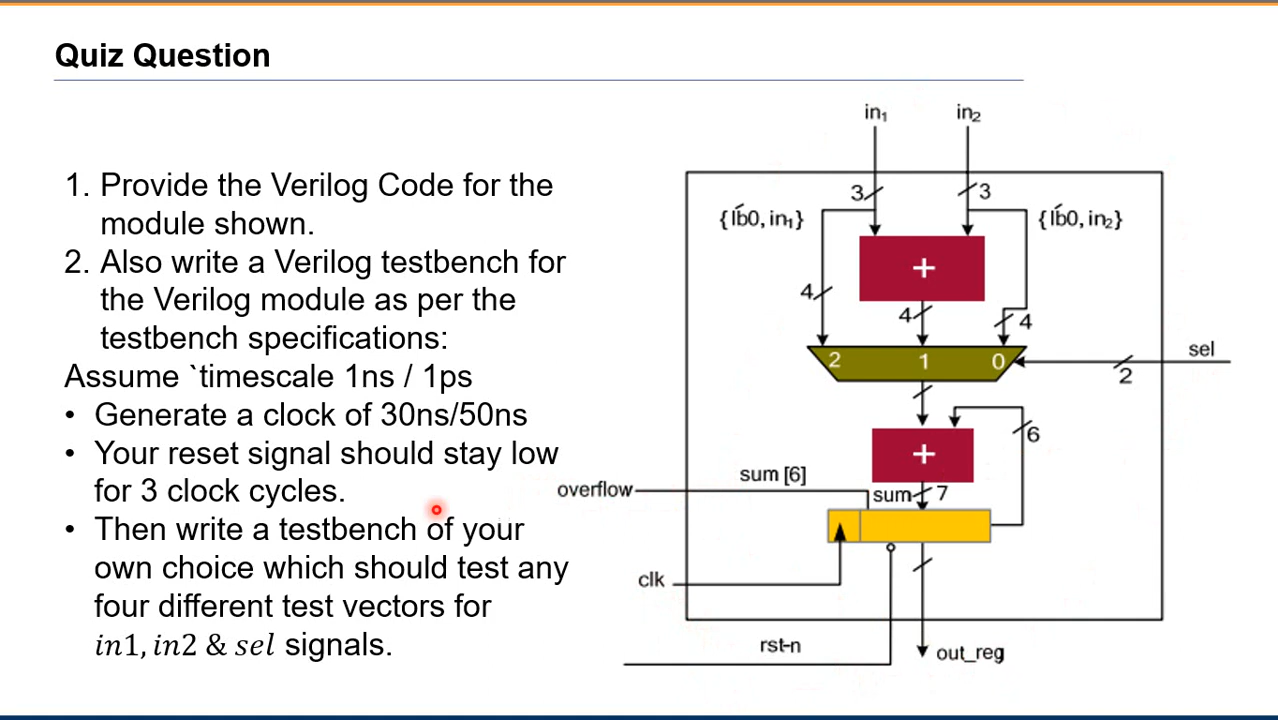 Quiz Question
1. Provide the Verilog Code for the
module shown.
2. Also write a Verilog testbench for
the Verilog module as per the
testbench specifications:
Assume `timescale 1ns / 1ps
• Generate a clock of 30ns/50ns
• Your reset signal should stay low
for 3 clock cycles.
• Then write a testbench of your
own choice which should test any
four different test vectors for
in1, in2 & sel signals.
in₁
in₂
3
3
{1́b0, in₁}
{1́b0, in₂}
+
4
4
4
2
1
0
sel
2
6
+
sum [6]
overflow
sum
7
clk
rst-n
out_reg